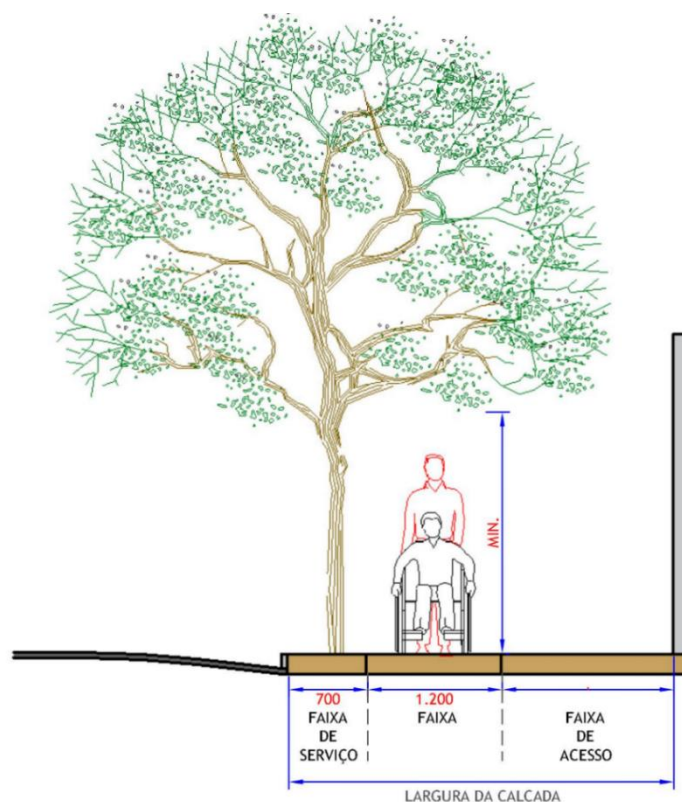 MIN.
700
1.200
FAIXA
DE
SERVIÇO
FAIXA
FAIXA
DE
ACESSO
LARGURA DA CALÇADA